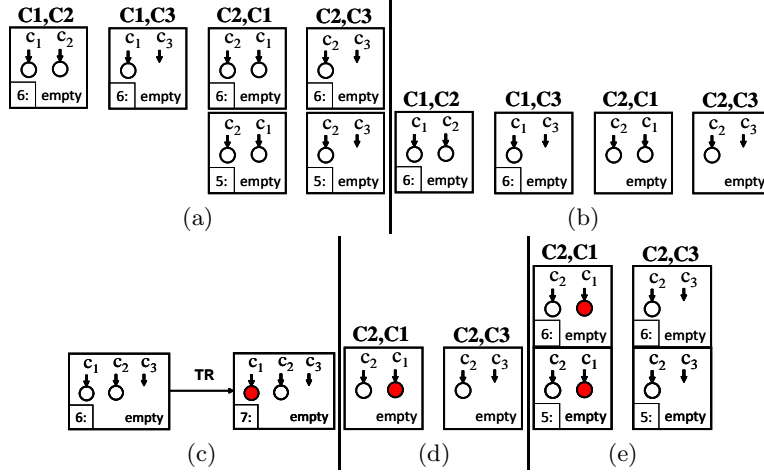 C1,C2 C1,C3 C2,C1 C2,C3
c1 c2 c1 c3 c2 c1 c2 c3
6: empty 6: empty 6: empty 6: empty
c2 c1 c2 c3
5: empty 5: empty
(a)
C1,C2 C1,C3 C2,C1 C2,C3
c1 c2 c1 c3 c2 c1 c2 c3
6: empty 6: empty empty empty
(b)
c1 c2 c3 TR c1 c2 c3
6: empty 7: empty
(c)
C2,C1 C2,C3
c2 c1 c2 c3
empty empty
(d)
C2,C1 C2,C3
c2 c1 c2 c3
6: empty 6: empty
c2 c1 c2 c3
5: empty 5: empty
(e)